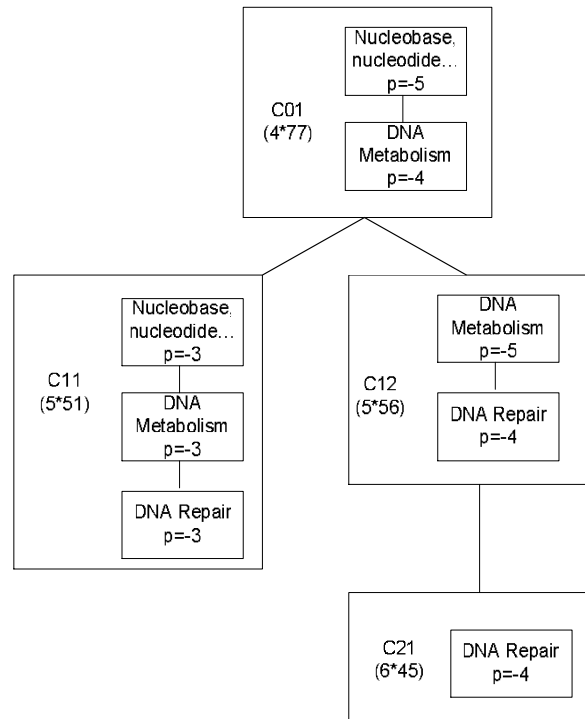 C01
(4*77)
Nucleobase,
nucleodide...
p=-5
DNA
Metabolism
p=-4
C11
(5*51)
Nucleobase,
nucleodide...
p=-3
DNA
Metabolism
p=-3
DNA Repair
p=-3
C12
(5*56)
DNA
Metabolism
p=-5
DNA Repair
p=-4
C21
(6*45)
DNA Repair
p=-4